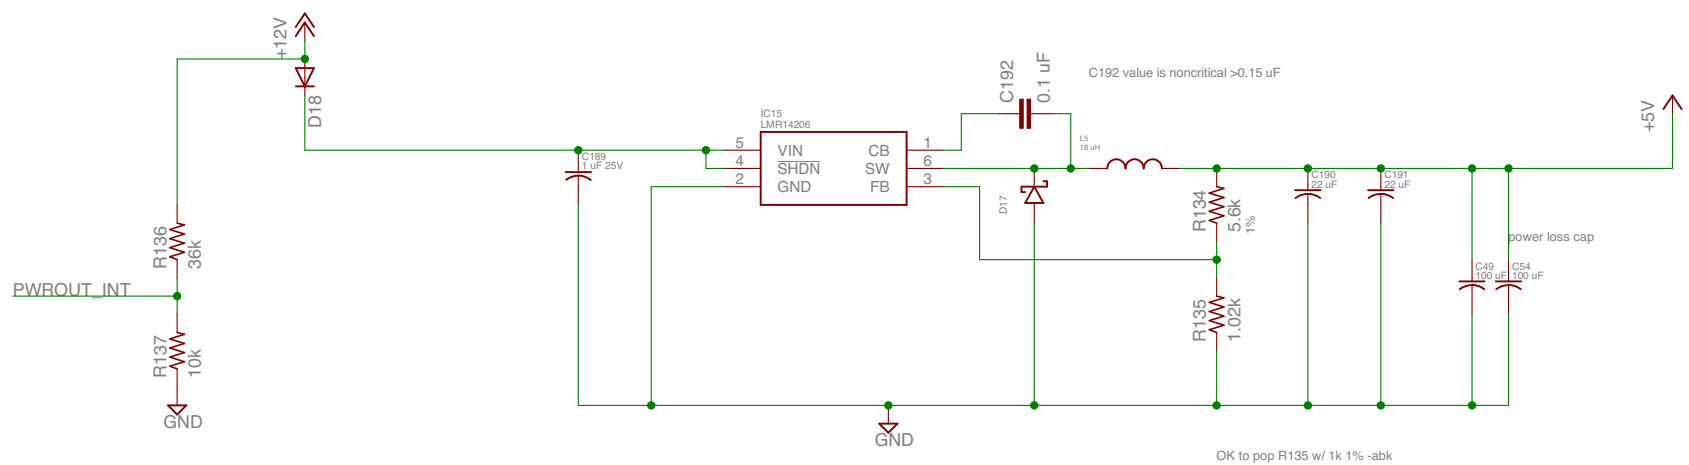 +12V
D18
C192
0.1 uF
C192 value is noncritical >0.15 uF
+5V
IC15
LMR14206
5 VIN CB 1
4 SHDN SW 6
2 GND FB 3
L5
18 uH
C189
1 uF 25V
D17
R134
5.6k
1%
C190
22 uF
C191
22 uF
power loss cap
C49
100 uF
C54
100 uF
R136
36k
PWROUT_INT
R137
10k
GND
R135
1.02k
GND
OK to pop R135 w/ 1k 1% -abk